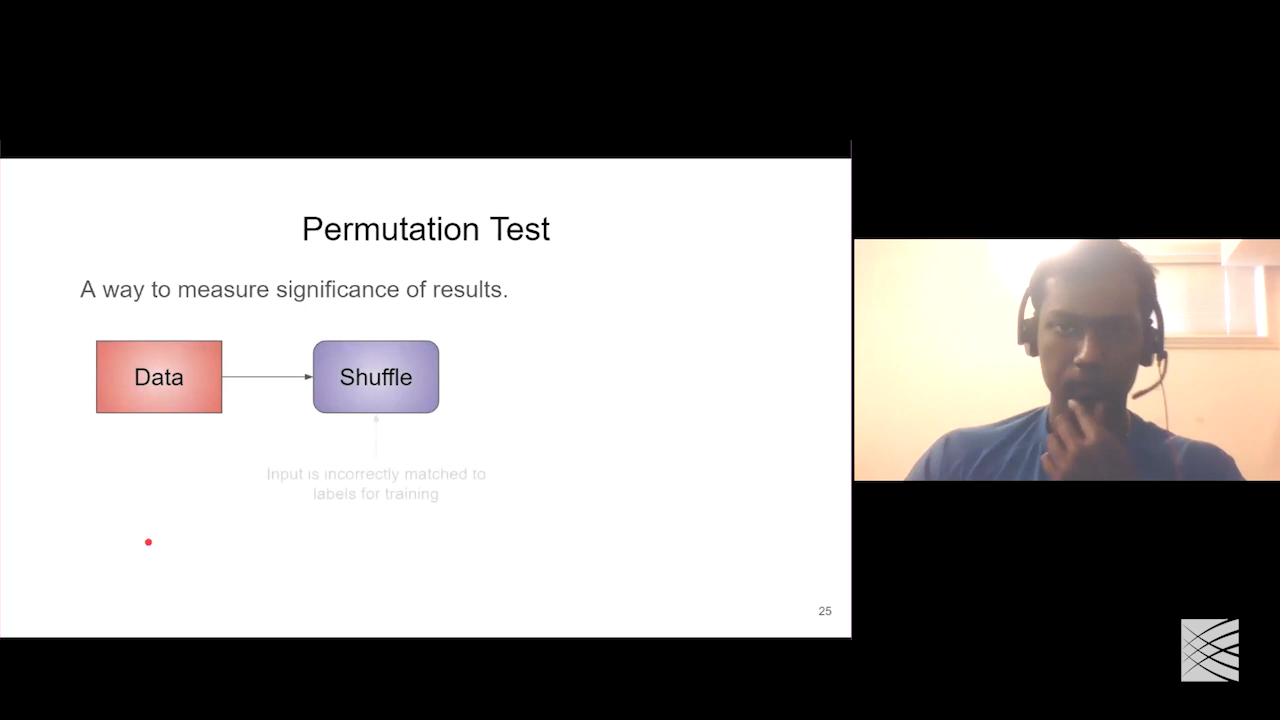 Permutation Test
A way to measure significance of results.
Data
Shuffle
Input is incorrectly matched to
labels for training
25